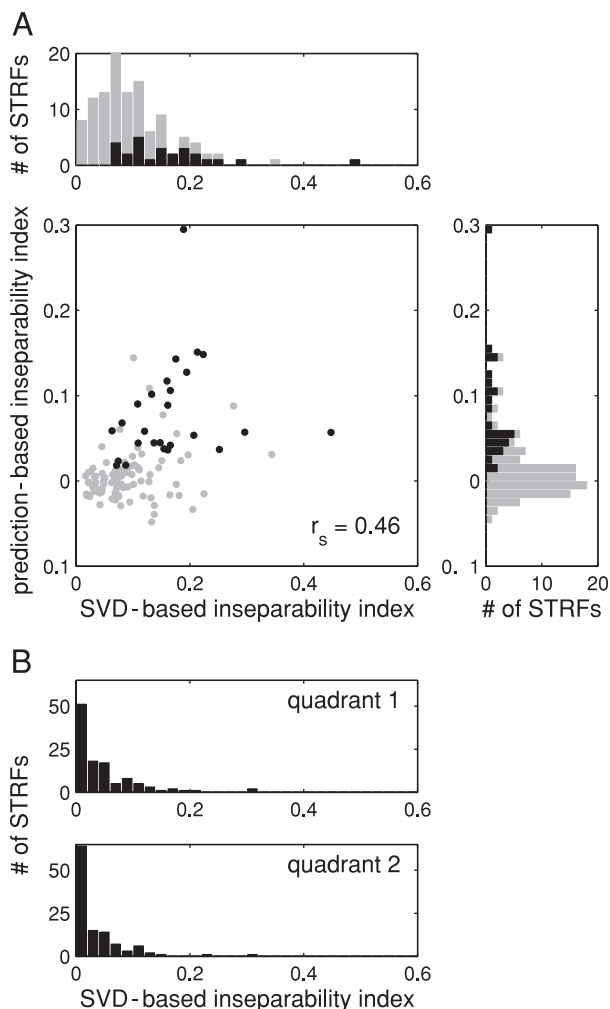 A
20
10
0
# of STRFs
0 0.2 0.4 0.6
0.3
0.2
0.1
0
0.1
prediction-based inseparability index
r_s = 0.46
0 0.2 0.4 0.6
SVD-based inseparability index
0.3
0.2
0.1
0
0. 1
0 10 20
# of STRFs
B
50
25
0
quadrant 1
0 0.2 0.4 0.6
# of STRFs
50
25
0
quadrant 2
0 0.2 0.4 0.6
SVD-based inseparability index